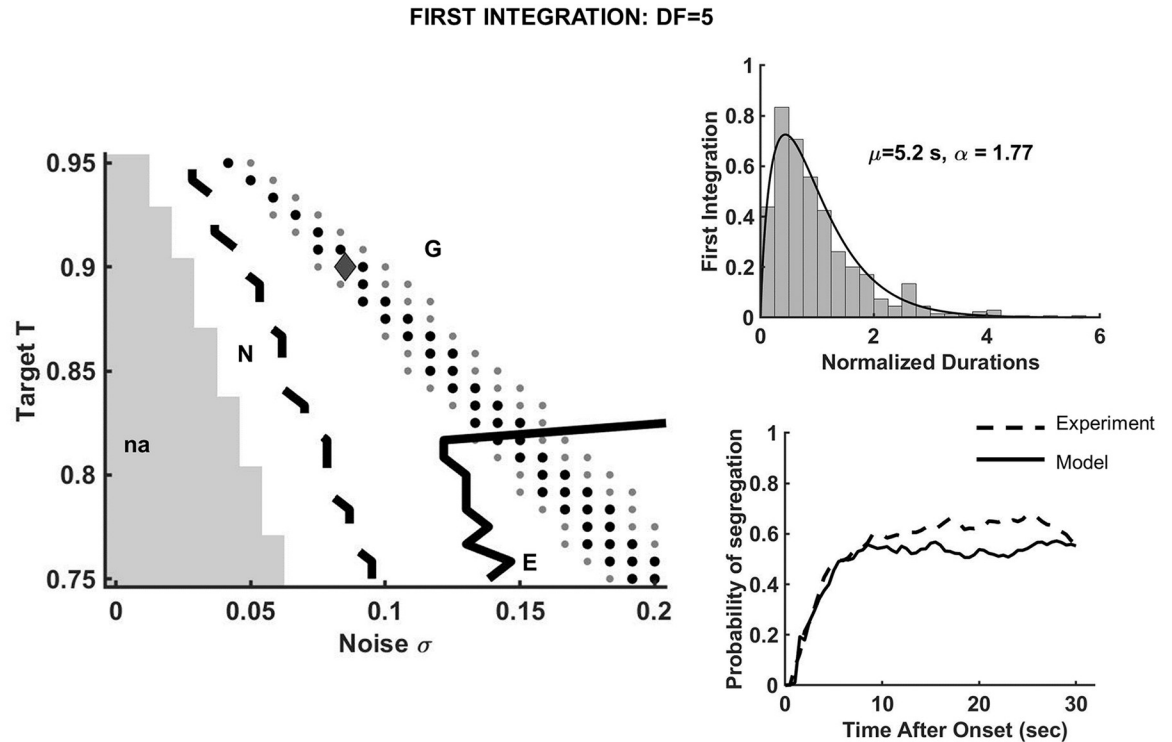 FIRST INTEGRATION: DF=5
Target T
0.95
0.9
0.85
0.8
0.75
na
N
G
E
0
0.05
0.1
0.15
0.2
Noise σ
First Integration
1
0.8
0.6
0.4
0.2
0
μ=5.2 s, α = 1.77
0
2
4
6
Normalized Durations
Probability of segregation
1
0.8
0.6
0.4
0.2
0
Experiment
Model
0
10
20
30
Time After Onset (sec)